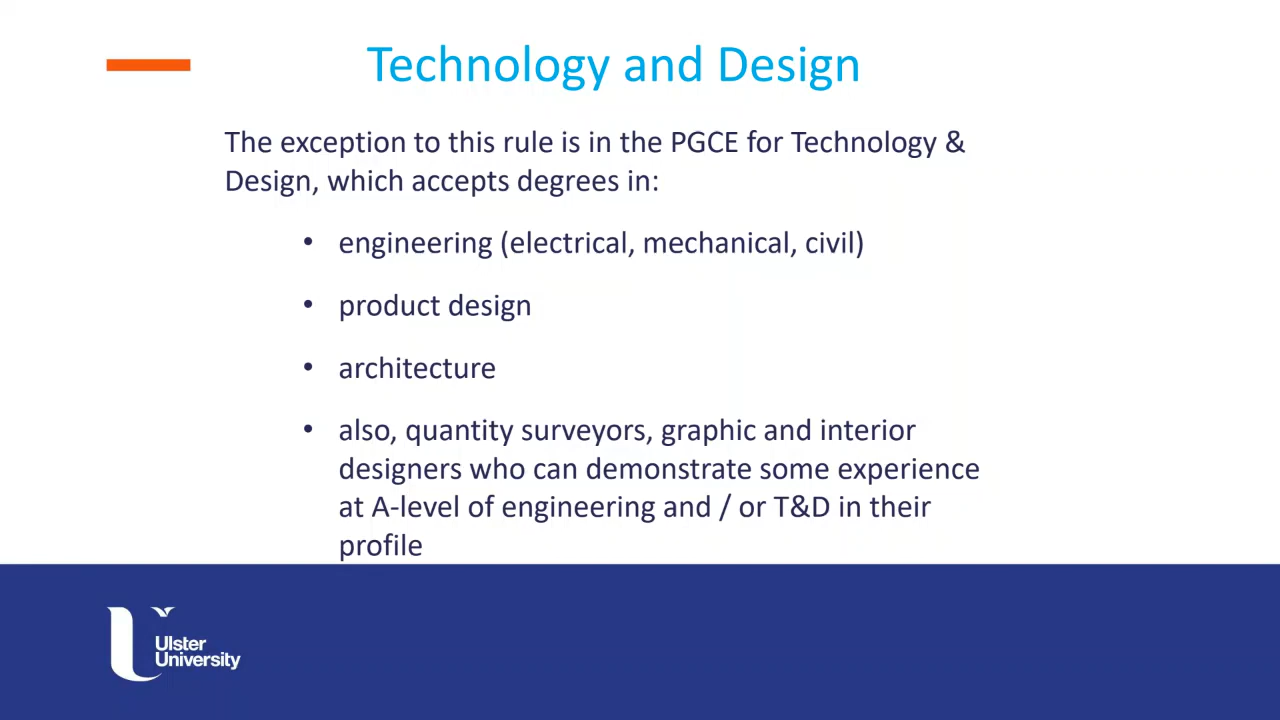 Technology and Design
The exception to this rule is in the PGCE for Technology &
Design, which accepts degrees in:
• engineering (electrical, mechanical, civil)
• product design
• architecture
• also, quantity surveyors, graphic and interior
designers who can demonstrate some experience
at A-level of engineering and / or T&D in their
profile
Ulster
University